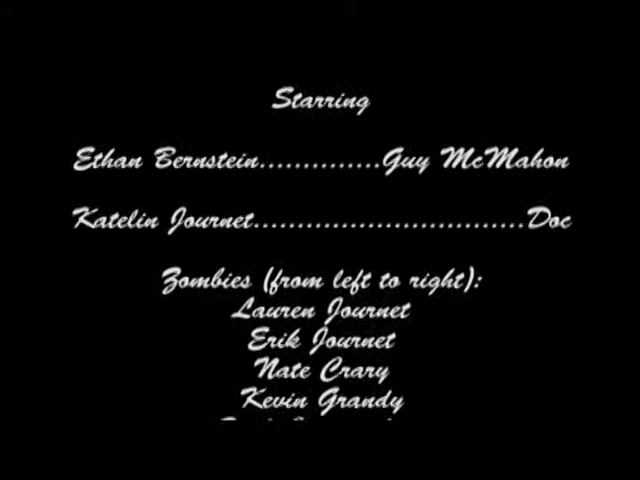 Starring
Ethan Bernstein..............Guy McMahon
Katelin Journet...............................Doc
Zombies (from left to right):
Lauren Journet
Erik Journet
Nate Crary
Kevin Grandy